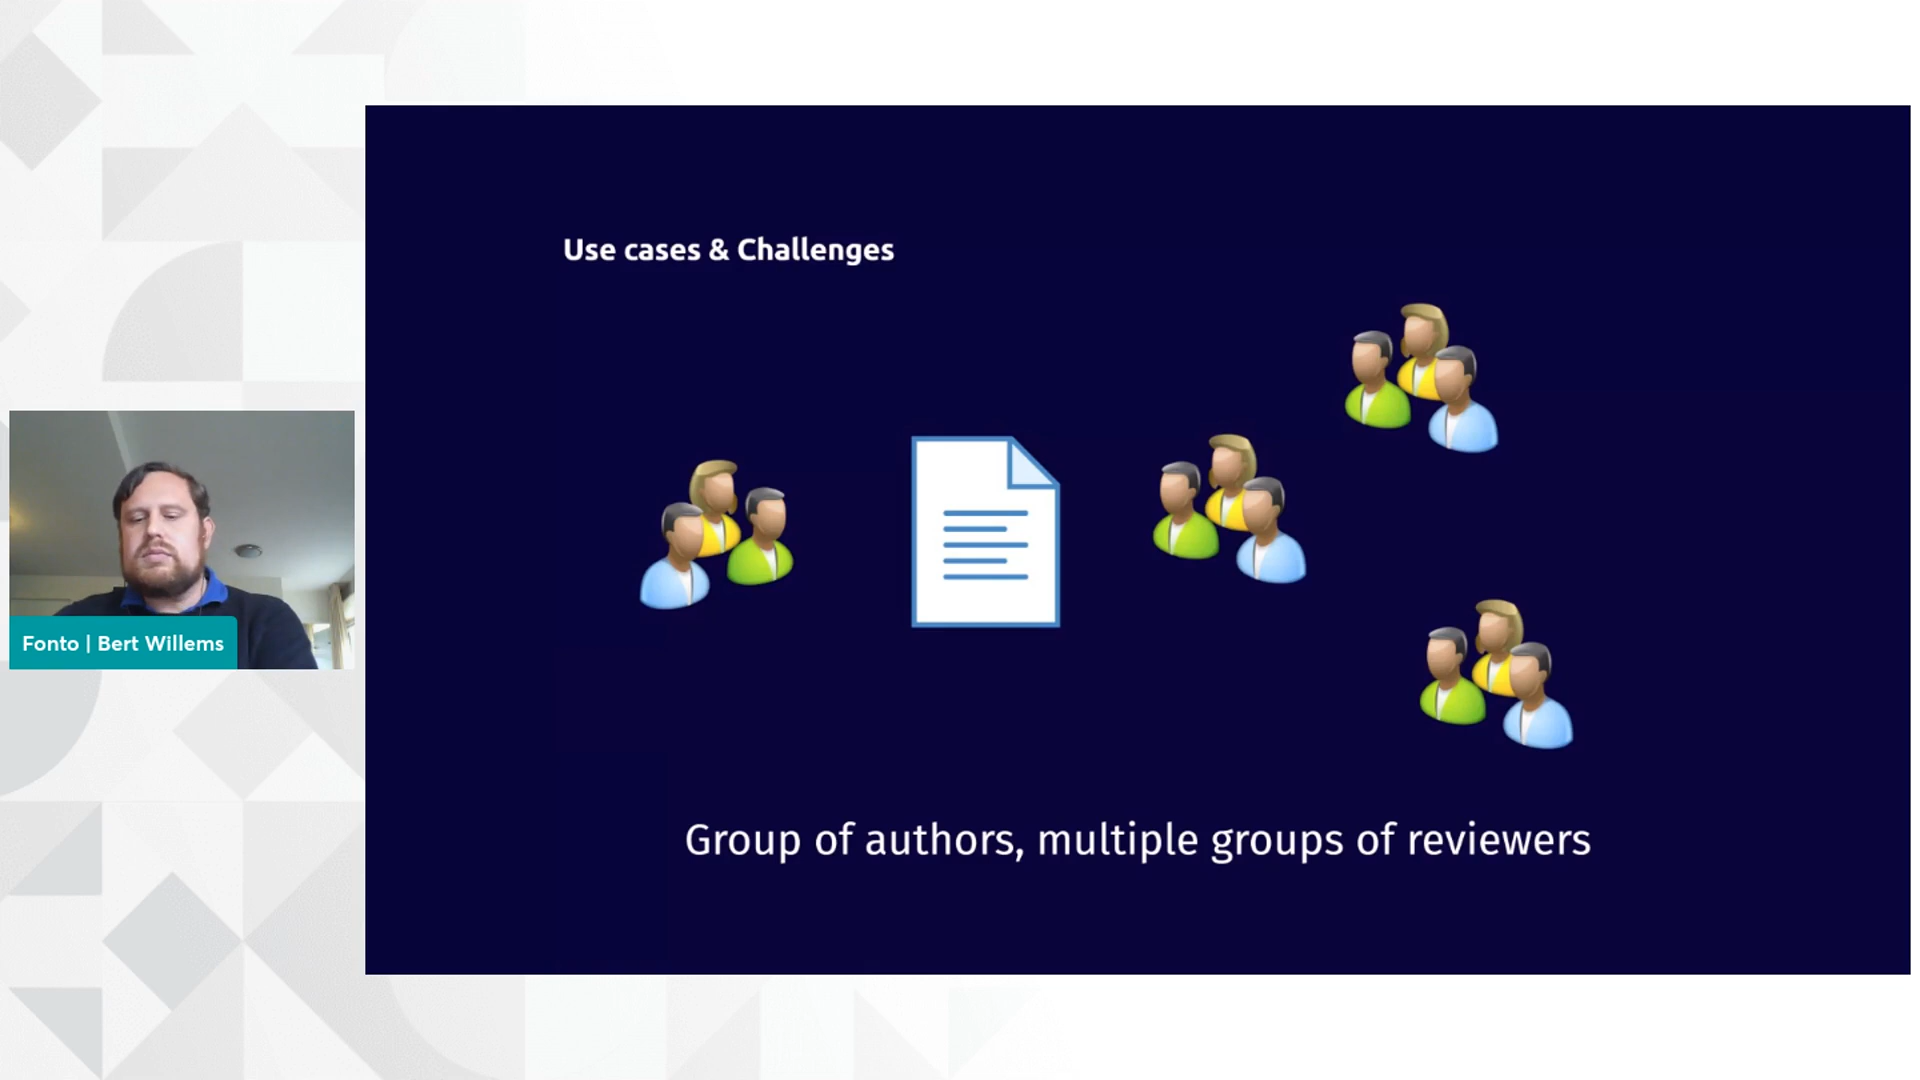 Use cases & Challenges
Fonto | Bert Willems
Group of authors, multiple groups of reviewers